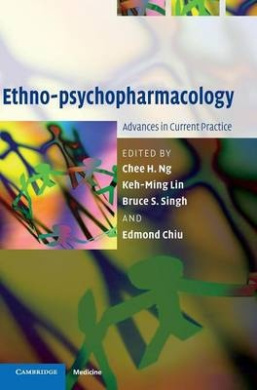 Ethno-psychopharmacology
Advances in Current Practice
EDITED BY
Chee H. Ng
Keh-Ming Lin
Bruce S. Singh
AND
Edmond Chiu
CAMBRIDGE
Medicine